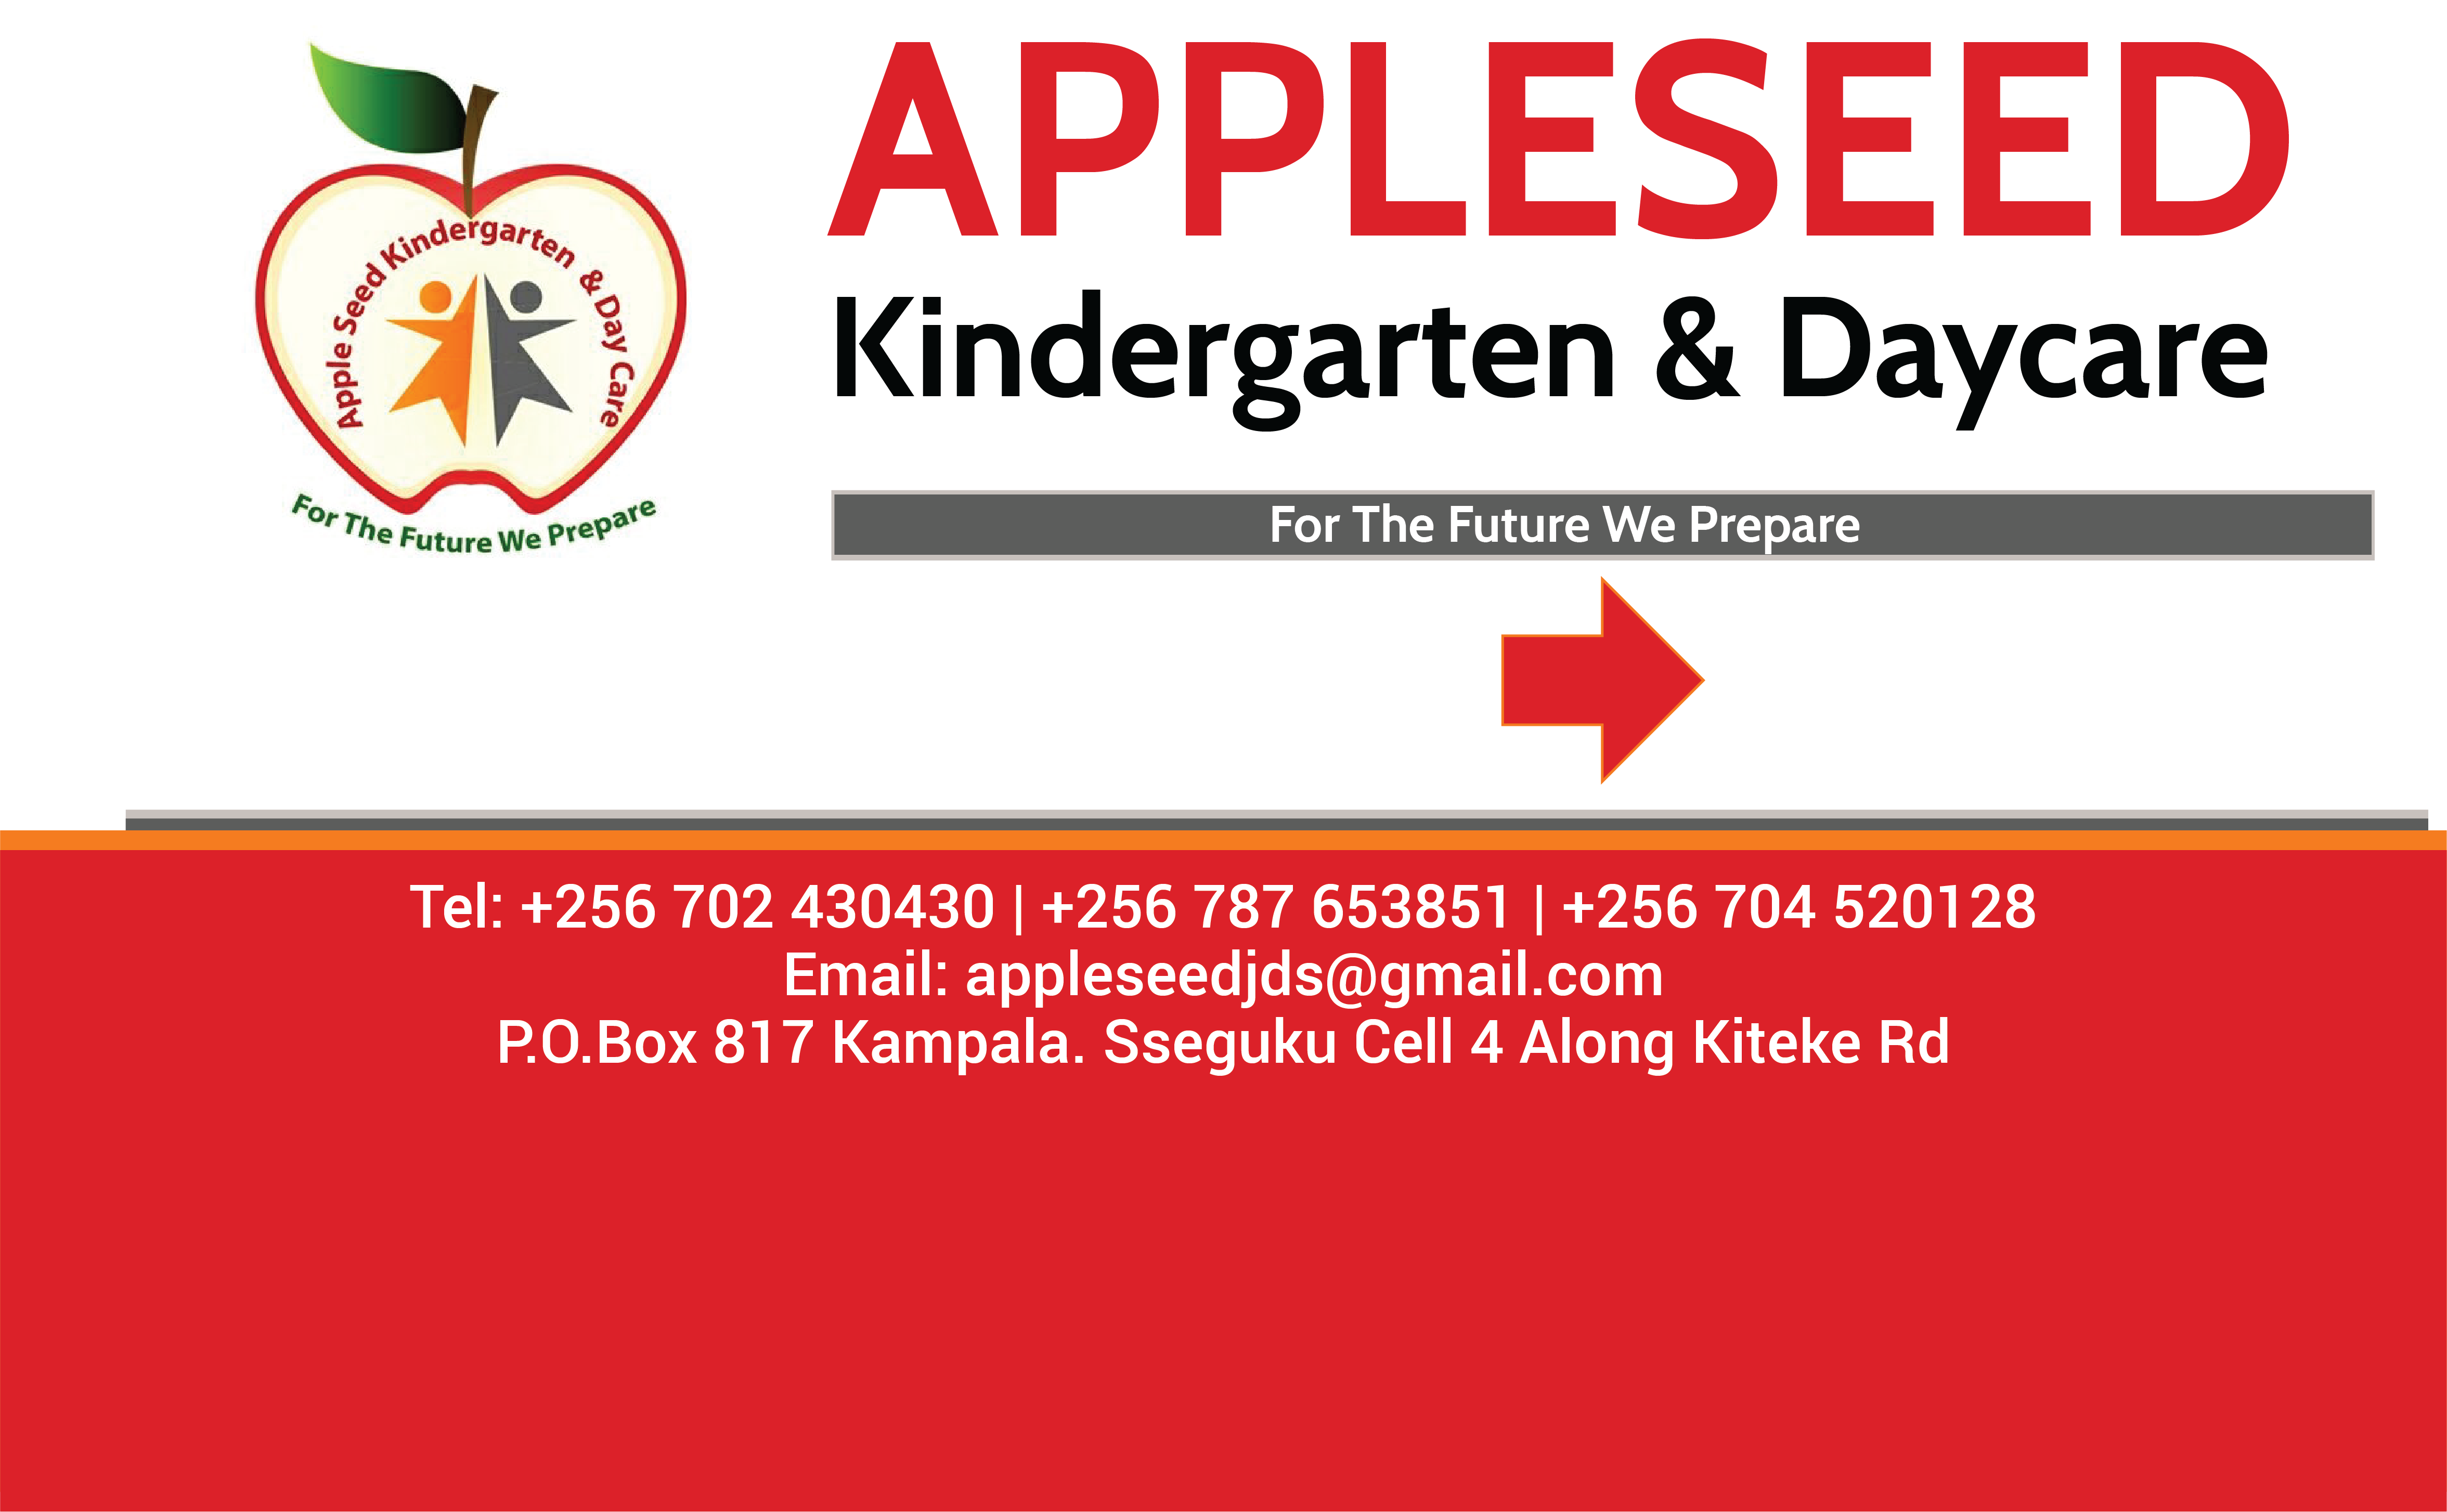 Apple Seed Kindergarten & Day Care
For The Future We Prepare
APPLESEED
Kindergarten & Daycare
For The Future We Prepare
Tel: +256 702 430430 | +256 787 653851 | +256 704 520128
Email: appleseedjds@gmail.com
P.O.Box 817 Kampala. Sseguku Cell 4 Along Kiteke Rd